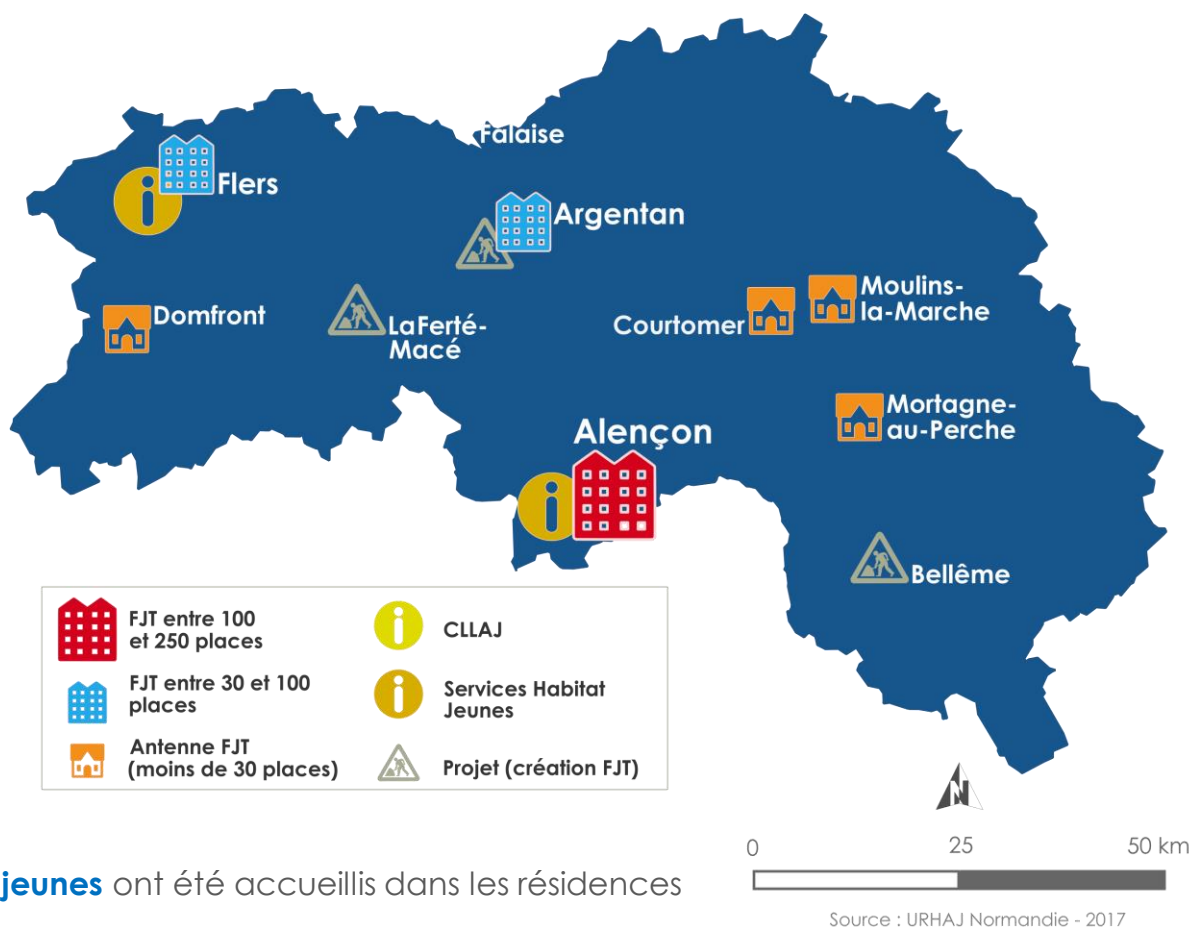 Falaise
Flers
Argentan
Domfront
LaFerté-
Macé
Courtomer
Moulins-
la-Marche
Mortagne-
au-Perche
Alençon
Bellême
FJT entre 100
et 250 places
FJT entre 30 et 100
places
Antenne FJT
(moins de 30 places)
CLLAJ
Services Habitat
Jeunes
Projet (création FJT)
N
0 25 50 km
jeunes ont été accueillis dans les résidences
Source : URHAJ Normandie - 2017